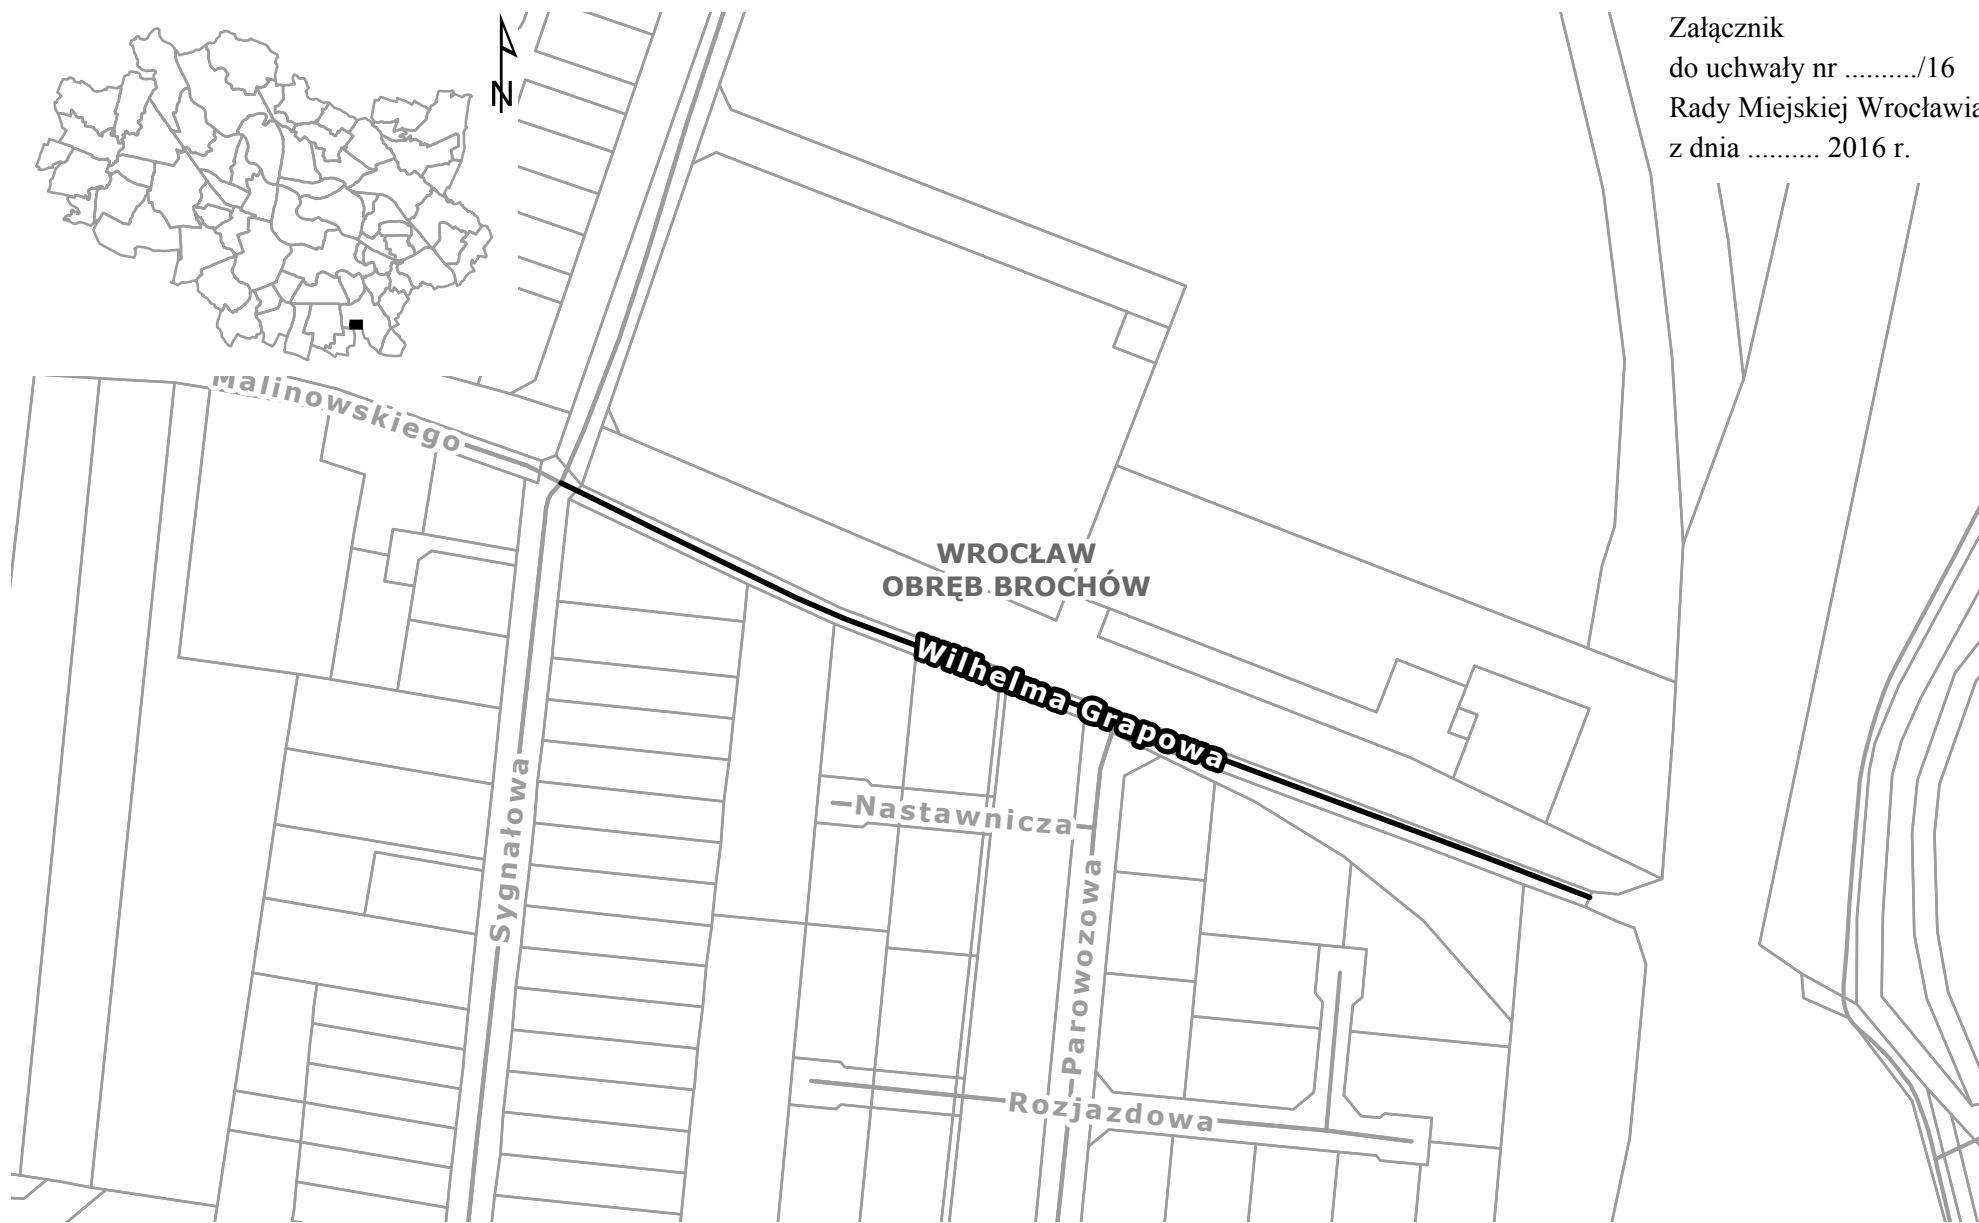 Załącznik
do uchwały nr ........../16
Rady Miejskiej Wrocławia
z dnia .......... 2016 r.
N
Malinowskiego
WROCŁAW
OBRĘB BROCHÓW
Wilhelma Grapowa
Nastawnicza
Sygnałowa
Parowozowa
Rozjazdowa